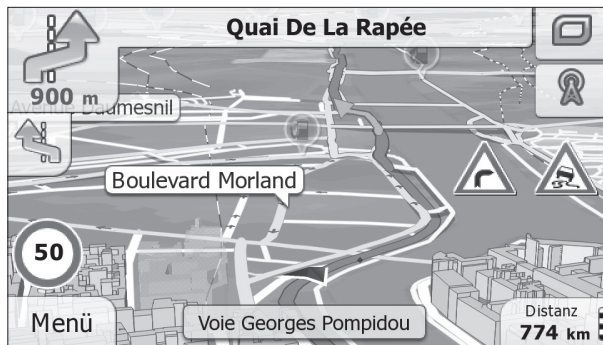 Quai De La Rapée
900 m
Avenue Daumesnil
Boulevard Morland
50
Menü
Voie Georges Pompidou
Distanz
774 km